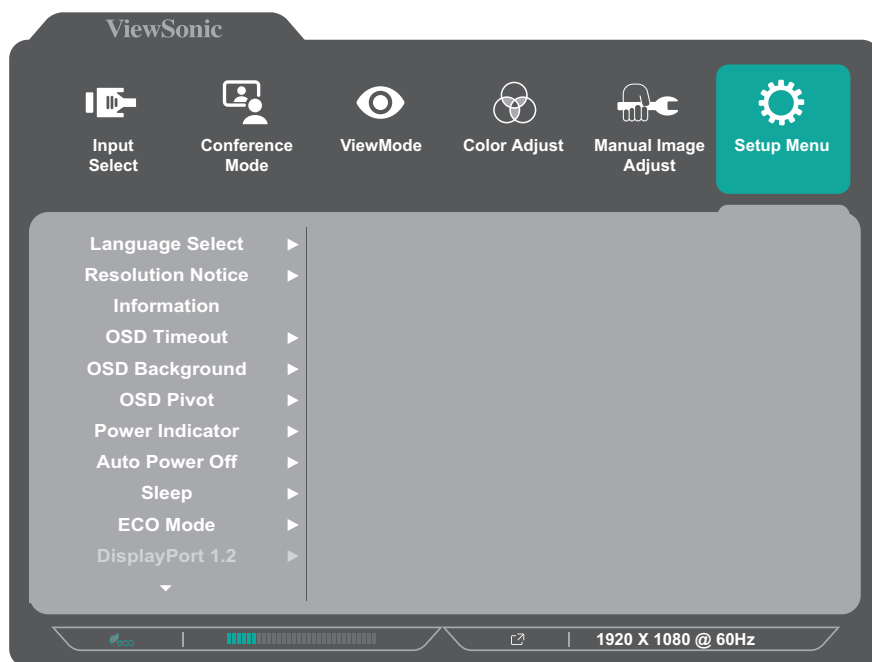 ViewSonic
Input Select
Conference Mode
ViewMode
Color Adjust
Manual Image Adjust
Setup Menu
Language Select
Resolution Notice
Information
OSD Timeout
OSD Background
OSD Pivot
Power Indicator
Auto Power Off
Sleep
ECO Mode
DisplayPort 1.2
eco
1920 X 1080 @ 60Hz